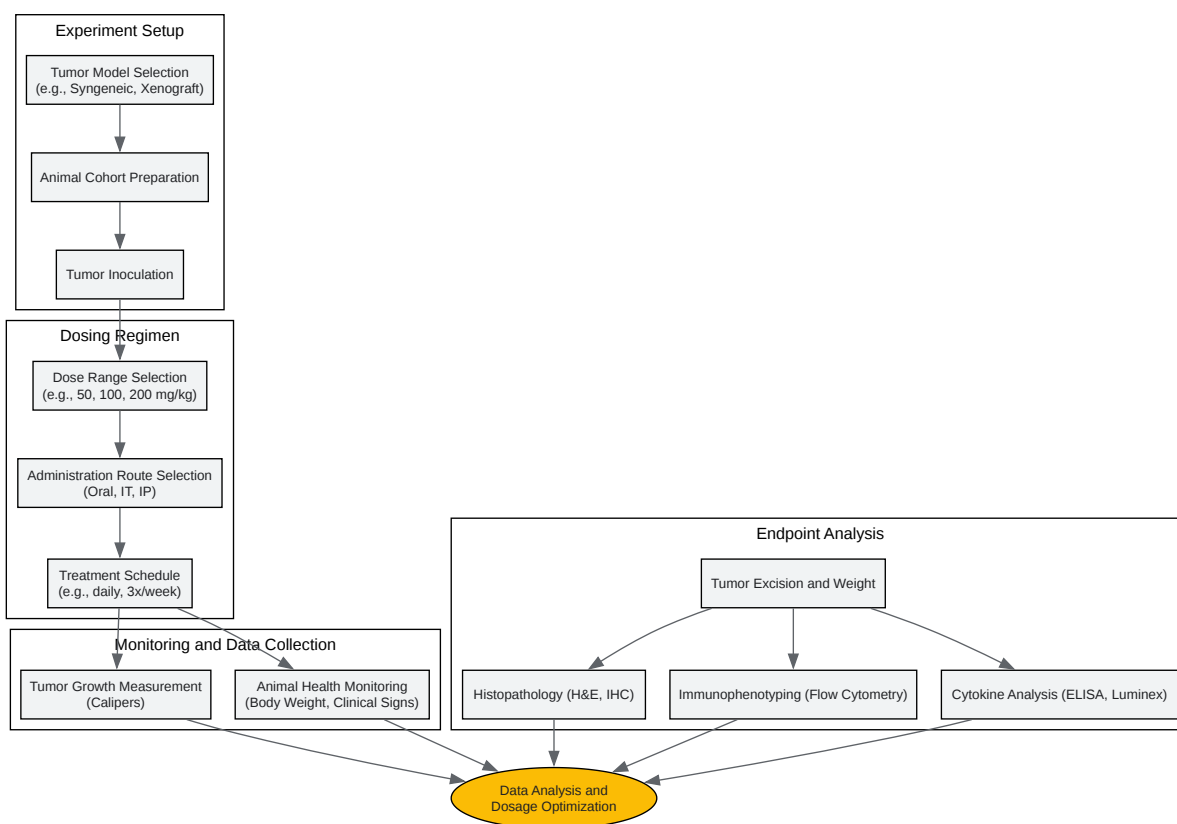 Experiment Setup
Tumor Model Selection
(e.g., Syngeneic, Xenograft)
Animal Cohort Preparation
Tumor Inoculation
Dosing Regimen
Dose Range Selection
(e.g., 50, 100, 200 mg/kg)
Administration Route Selection
(Oral, IT, IP)
Treatment Schedule
(e.g., daily, 3x/week)
Monitoring and Data Collection
Tumor Growth Measurement
(Calipers)
Animal Health Monitoring
(Body Weight, Clinical Signs)
Endpoint Analysis
Tumor Excision and Weight
Histopathology (H&E, IHC)
Immunophenotyping (Flow Cytometry)
Cytokine Analysis (ELISA, Luminex)
Data Analysis and
Dosage Optimization